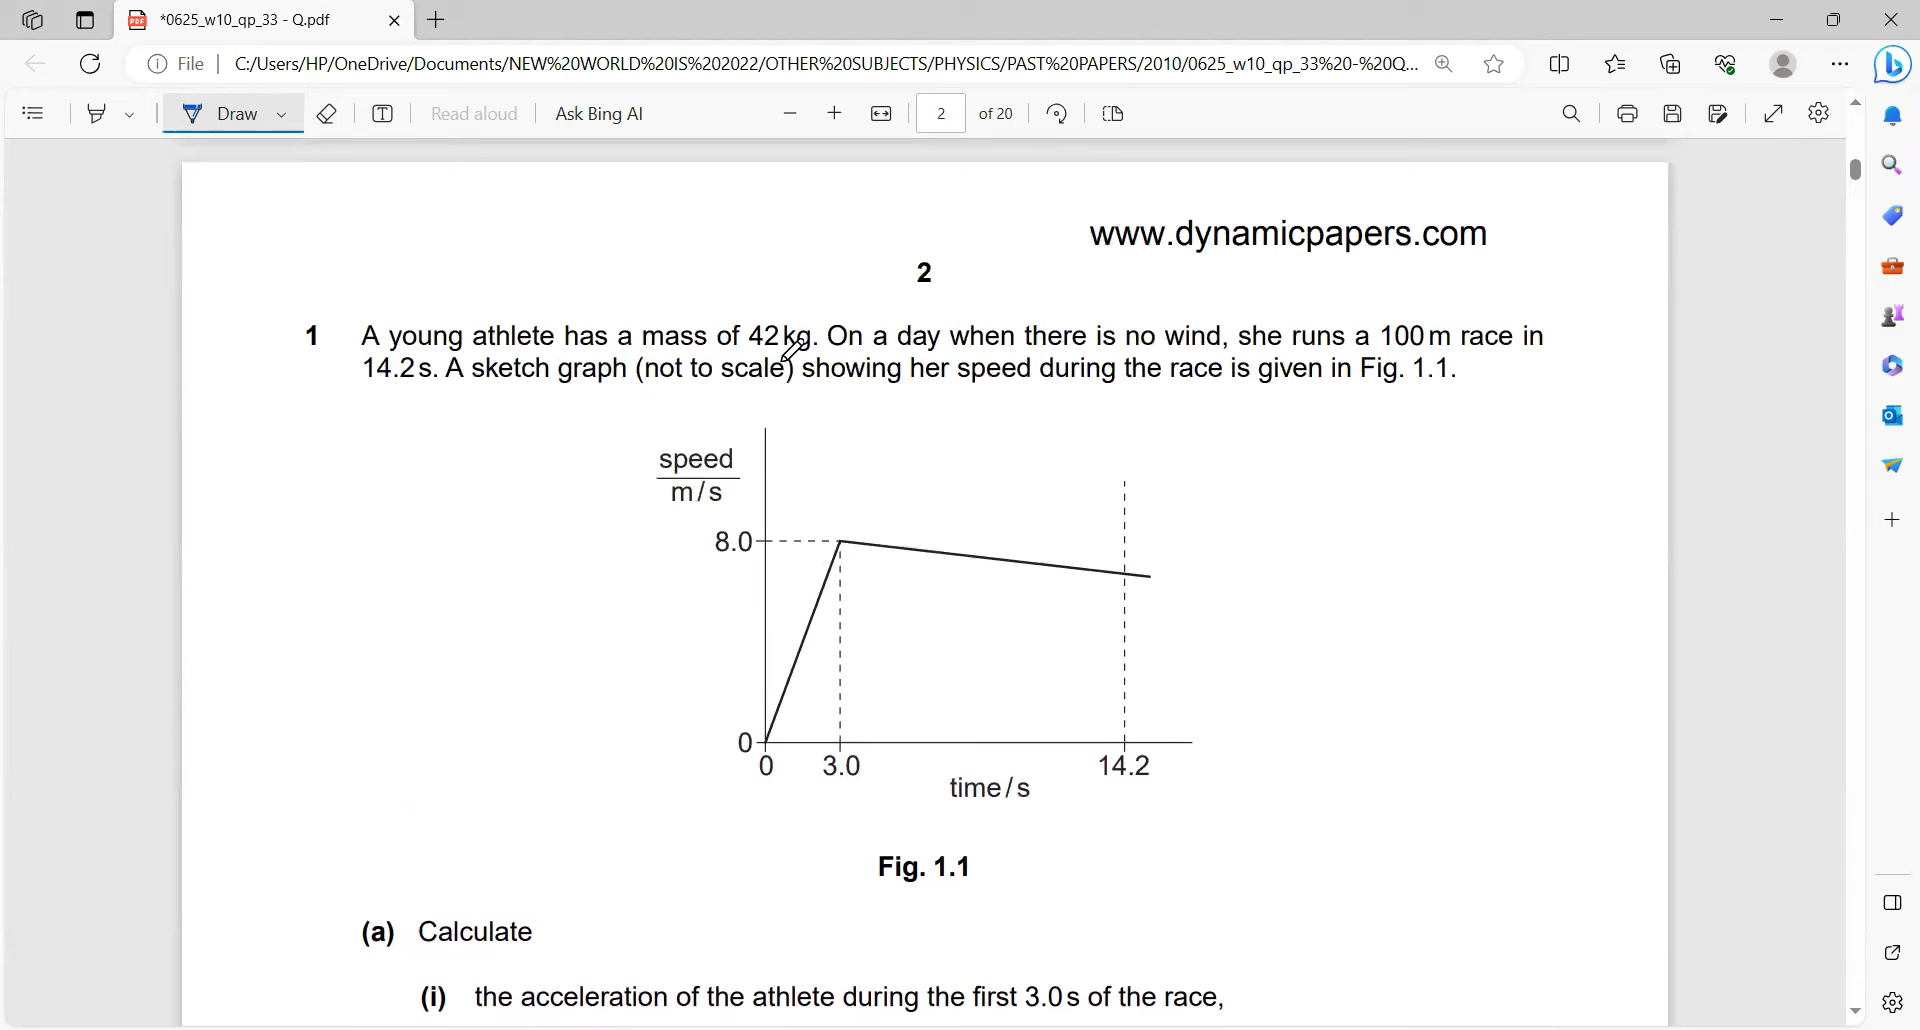 *0625_w10_qp_33 - Q.pdf
File
C:/Users/HP/OneDrive/Documents/NEW%20WORLD%20IS%202022/OTHER%20SUBJECTS/PHYSICS/PAST%20PAPERS/2010/0625_w10_qp_33%20-%20Q...
Draw
Read aloud
Ask Bing AI
2
of 20
www.dynamicpapers.com
2
1 A young athlete has a mass of 42 kg. On a day when there is no wind, she runs a 100 m race in
14.2 s. A sketch graph (not to scale) showing her speed during the race is given in Fig. 1.1.
speed
m / s
8.0
0
0 3.0 14.2
time / s
Fig. 1.1
(a) Calculate
(i) the acceleration of the athlete during the first 3.0 s of the race,